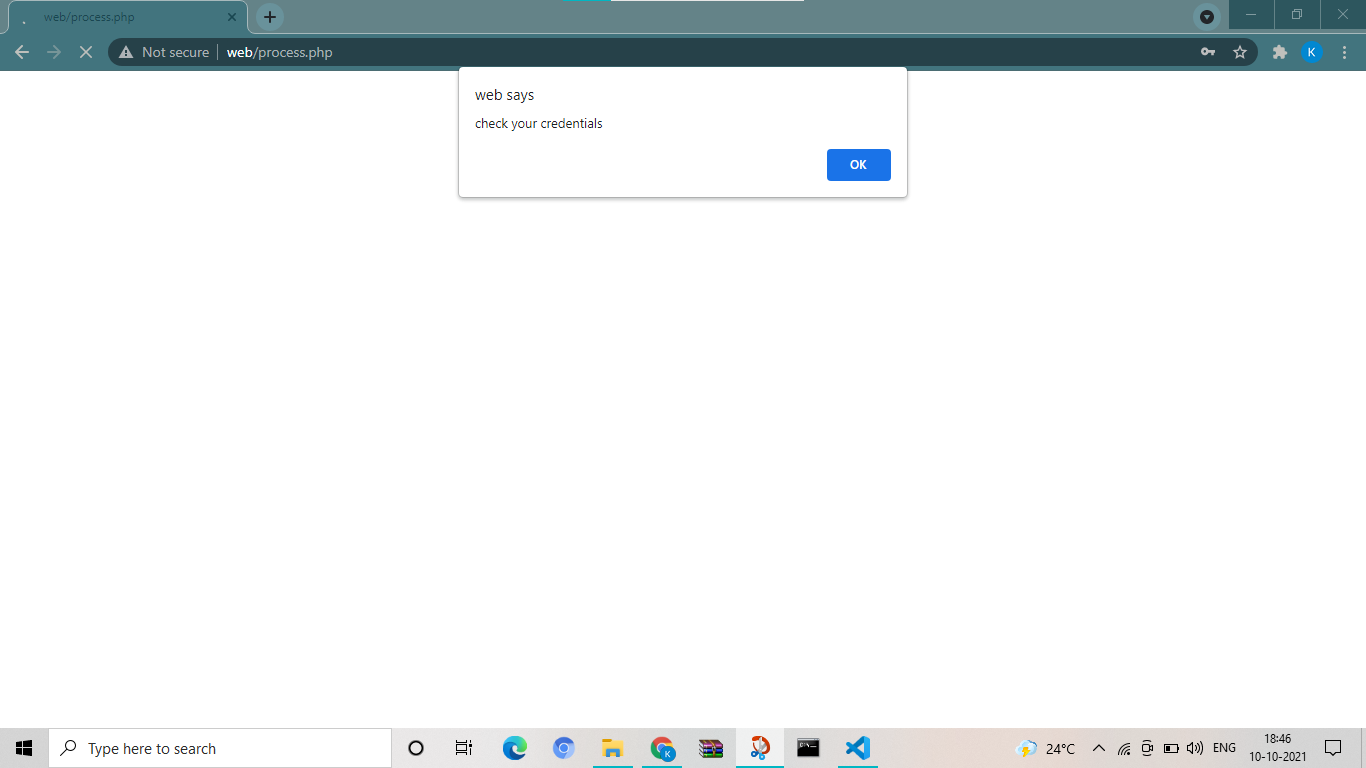 web/process.php
Not secure web/process.php
K
web says
check your credentials
OK
Type here to search
K
24°C
ENG
18:46
10-10-2021